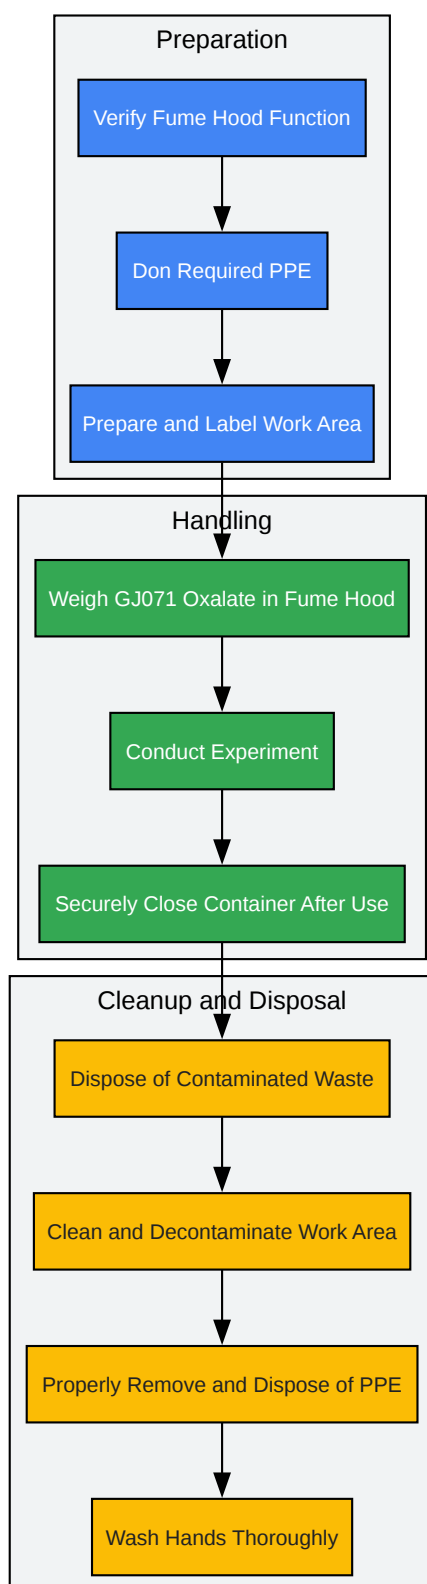 Preparation
Verify Fume Hood Function
Don Required PPE
Prepare and Label Work Area
Handling
Weigh GJ071 Oxalate in Fume Hood
Conduct Experiment
Securely Close Container After Use
Cleanup and Disposal
Dispose of Contaminated Waste
Clean and Decontaminate Work Area
Properly Remove and Dispose of PPE
Wash Hands Thoroughly